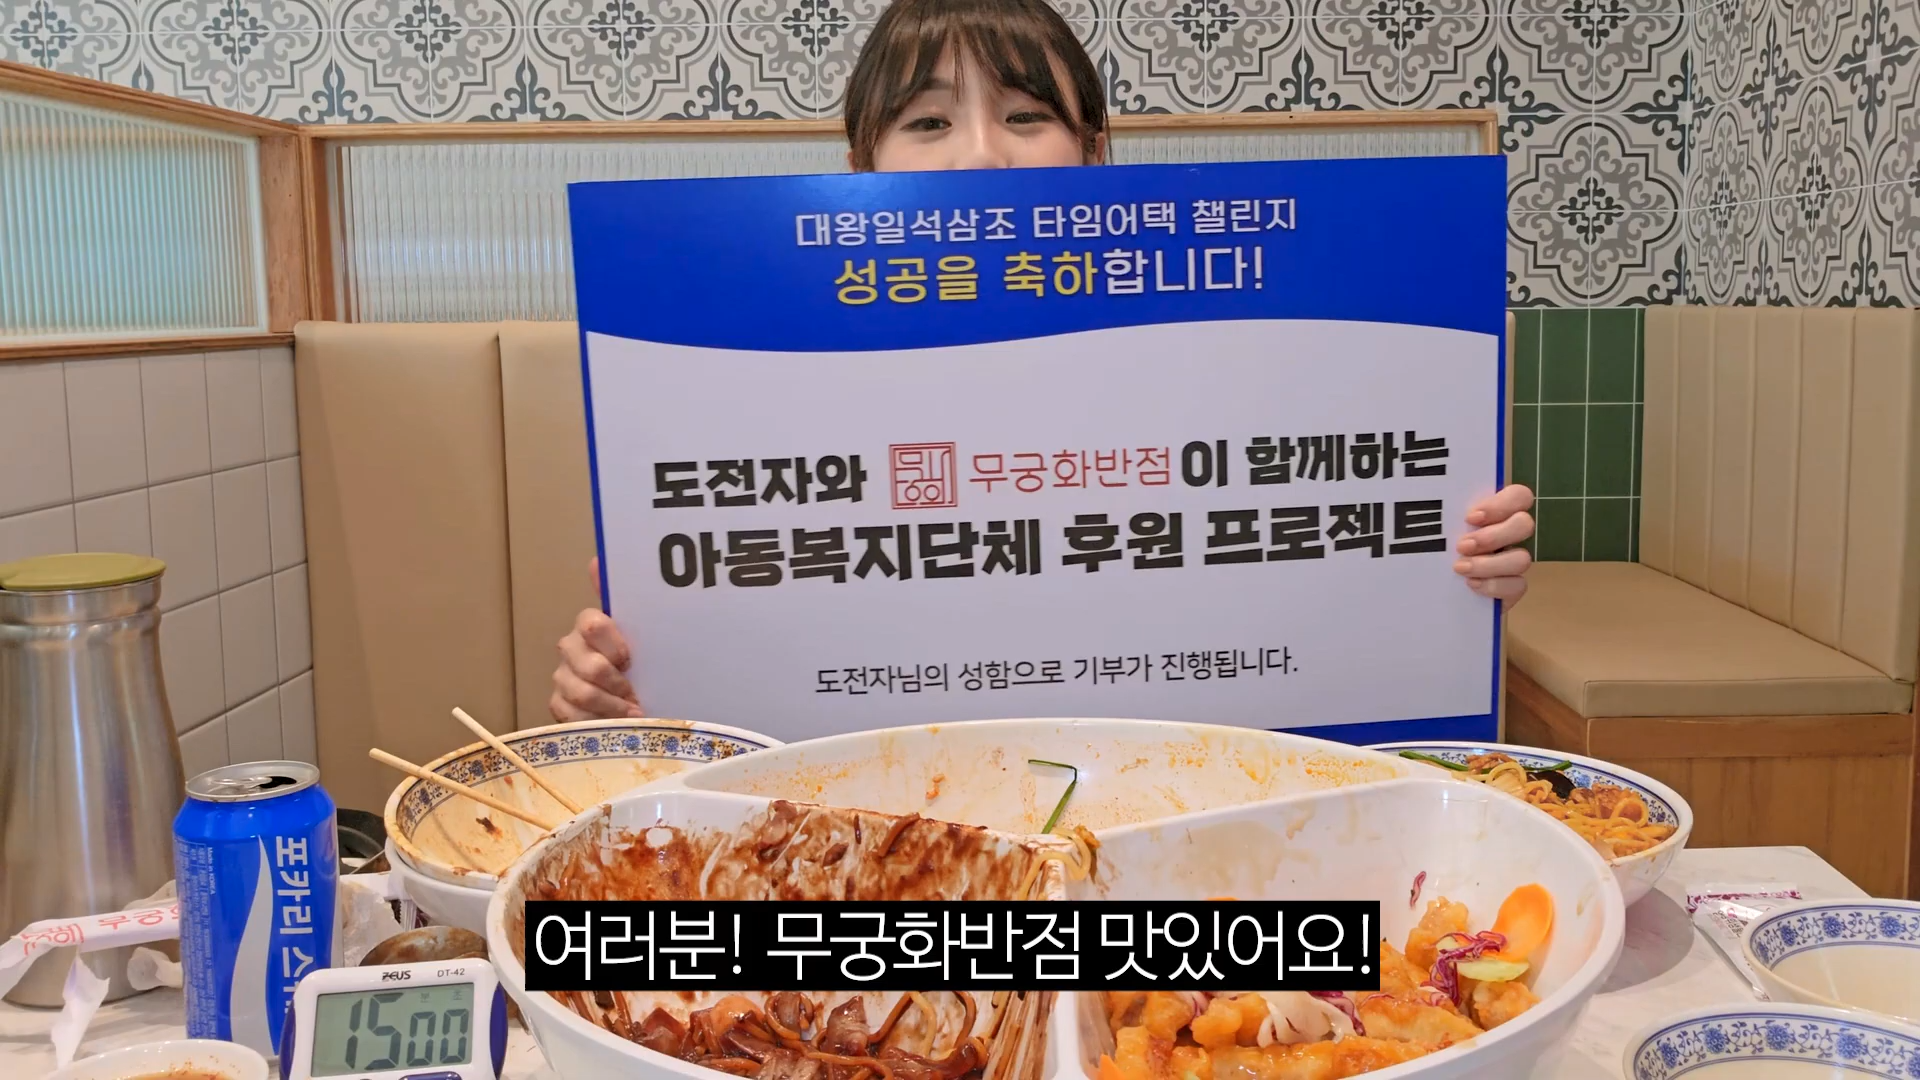 대왕일석삼조 타임어택 챌린지
성공을 축하합니다!
도전자와 무궁화반점이 함께하는
아동복지단체 후원 프로젝트
도전자님의 성함으로 기부가 진행됩니다.
포카리 스
ZEUS DT-42
15 00
여러분! 무궁화반점 맛있어요!